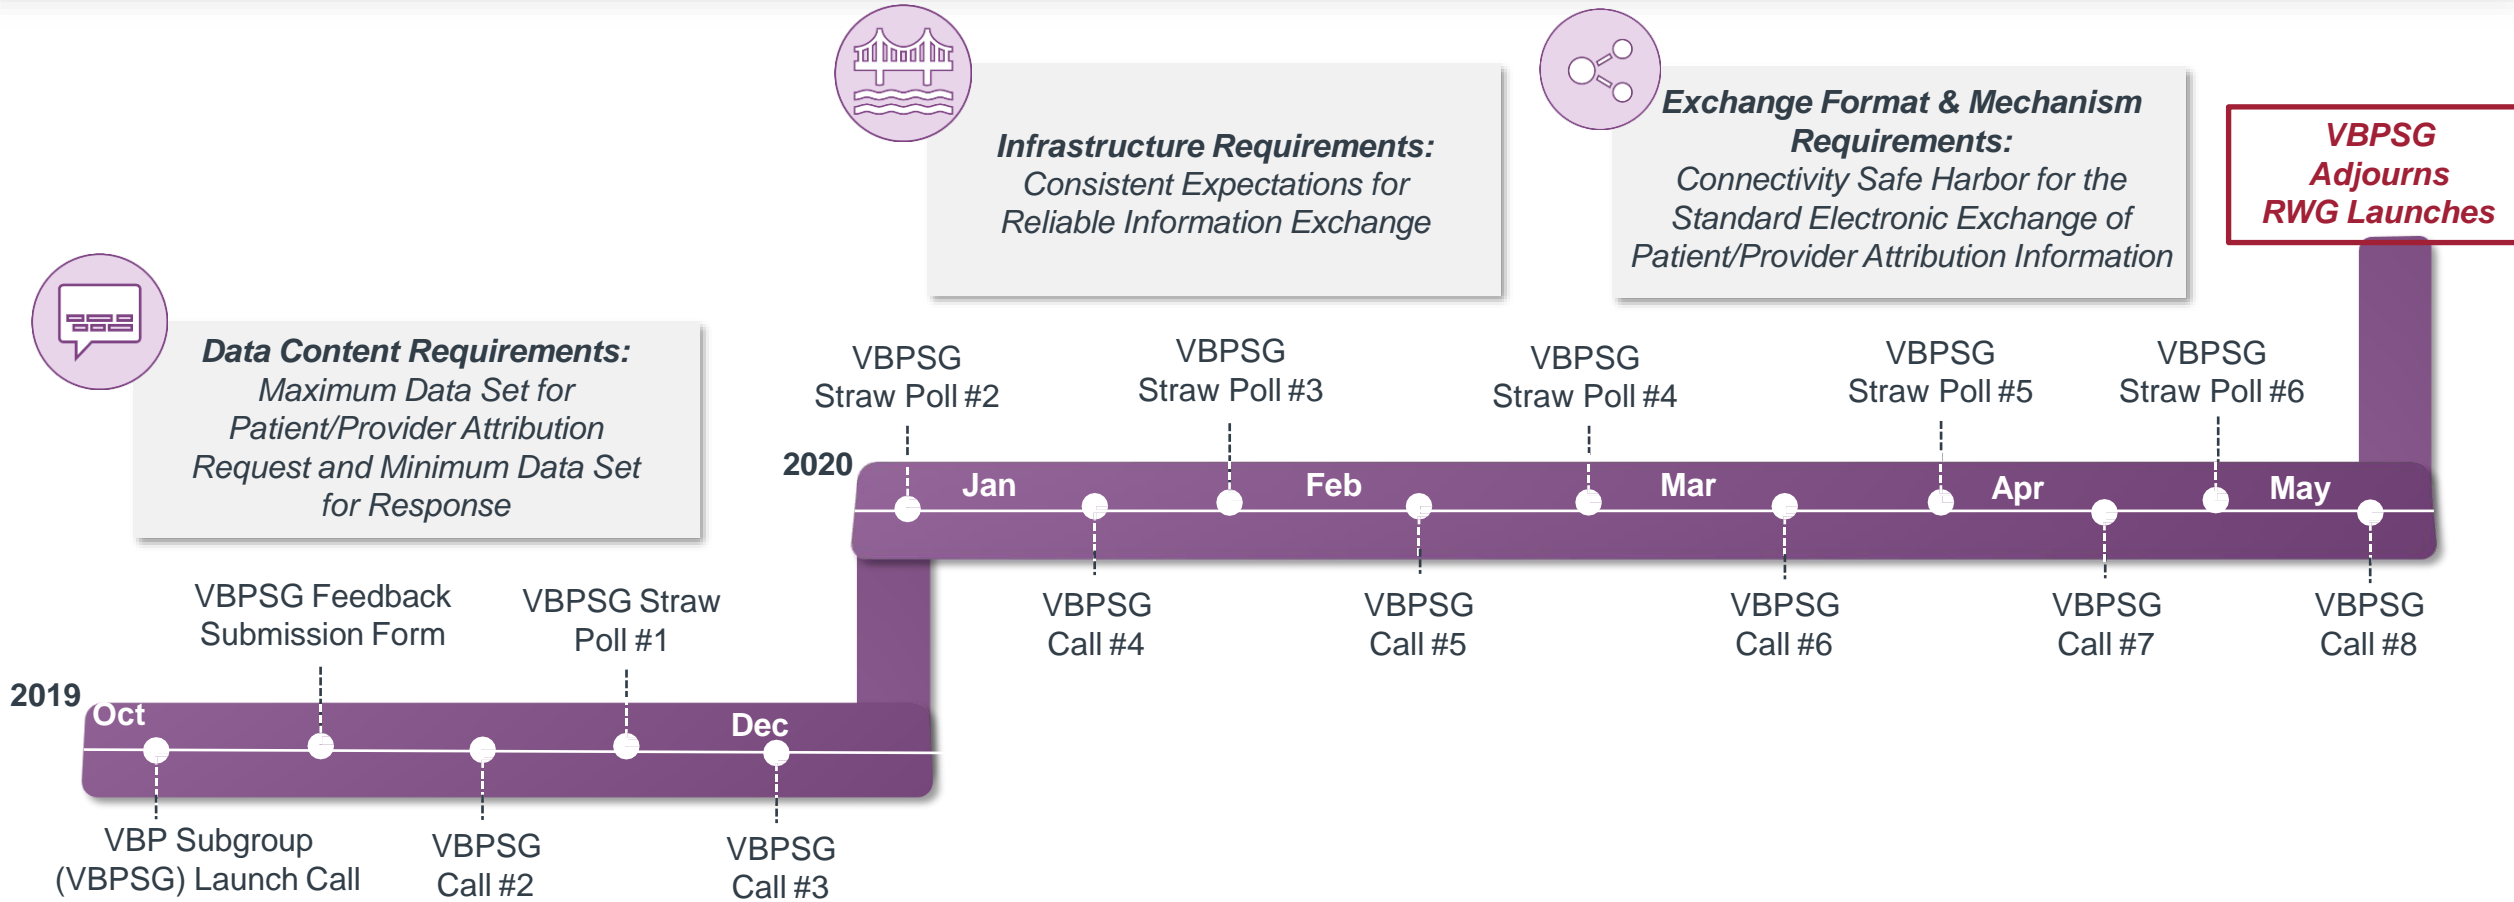 Infrastructure Requirements:
Consistent Expectations for
Reliable Information Exchange
Exchange Format & Mechanism
Requirements:
Connectivity Safe Harbor for the
Standard Electronic Exchange of
Patient/Provider Attribution Information
VBPSG
Adjourns
RWG Launches
Data Content Requirements:
Maximum Data Set for
Patient/Provider Attribution
Request and Minimum Data Set
for Response
VBPSG
Straw Poll #2
VBPSG
Straw Poll #3
VBPSG
Straw Poll #4
VBPSG
Straw Poll #5
VBPSG
Straw Poll #6
2020
Jan
Feb
Mar
Apr
May
VBPSG
Call #4
VBPSG
Call #5
VBPSG
Call #6
VBPSG
Call #7
VBPSG
Call #8
VBPSG Feedback
Submission Form
VBPSG Straw
Poll #1
2019
Oct
Dec
VBP Subgroup
(VBPSG) Launch Call
VBPSG
Call #2
VBPSG
Call #3